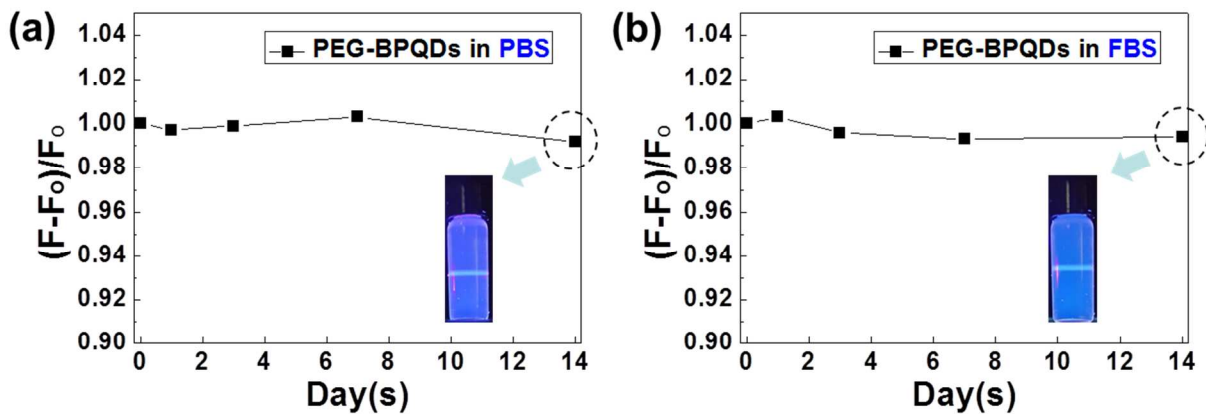 (a)
PEG-BPQDs in PBS
1.04
1.02
1.00
0.98
0.96
0.94
0.92
0.90
(F-Fo)/Fo
0 2 4 6 8 10 12 14
Day(s)
(b)
PEG-BPQDs in FBS
1.04
1.02
1.00
0.98
0.96
0.94
0.92
0.90
(F-Fo)/Fo
0 2 4 6 8 10 12 14
Day(s)